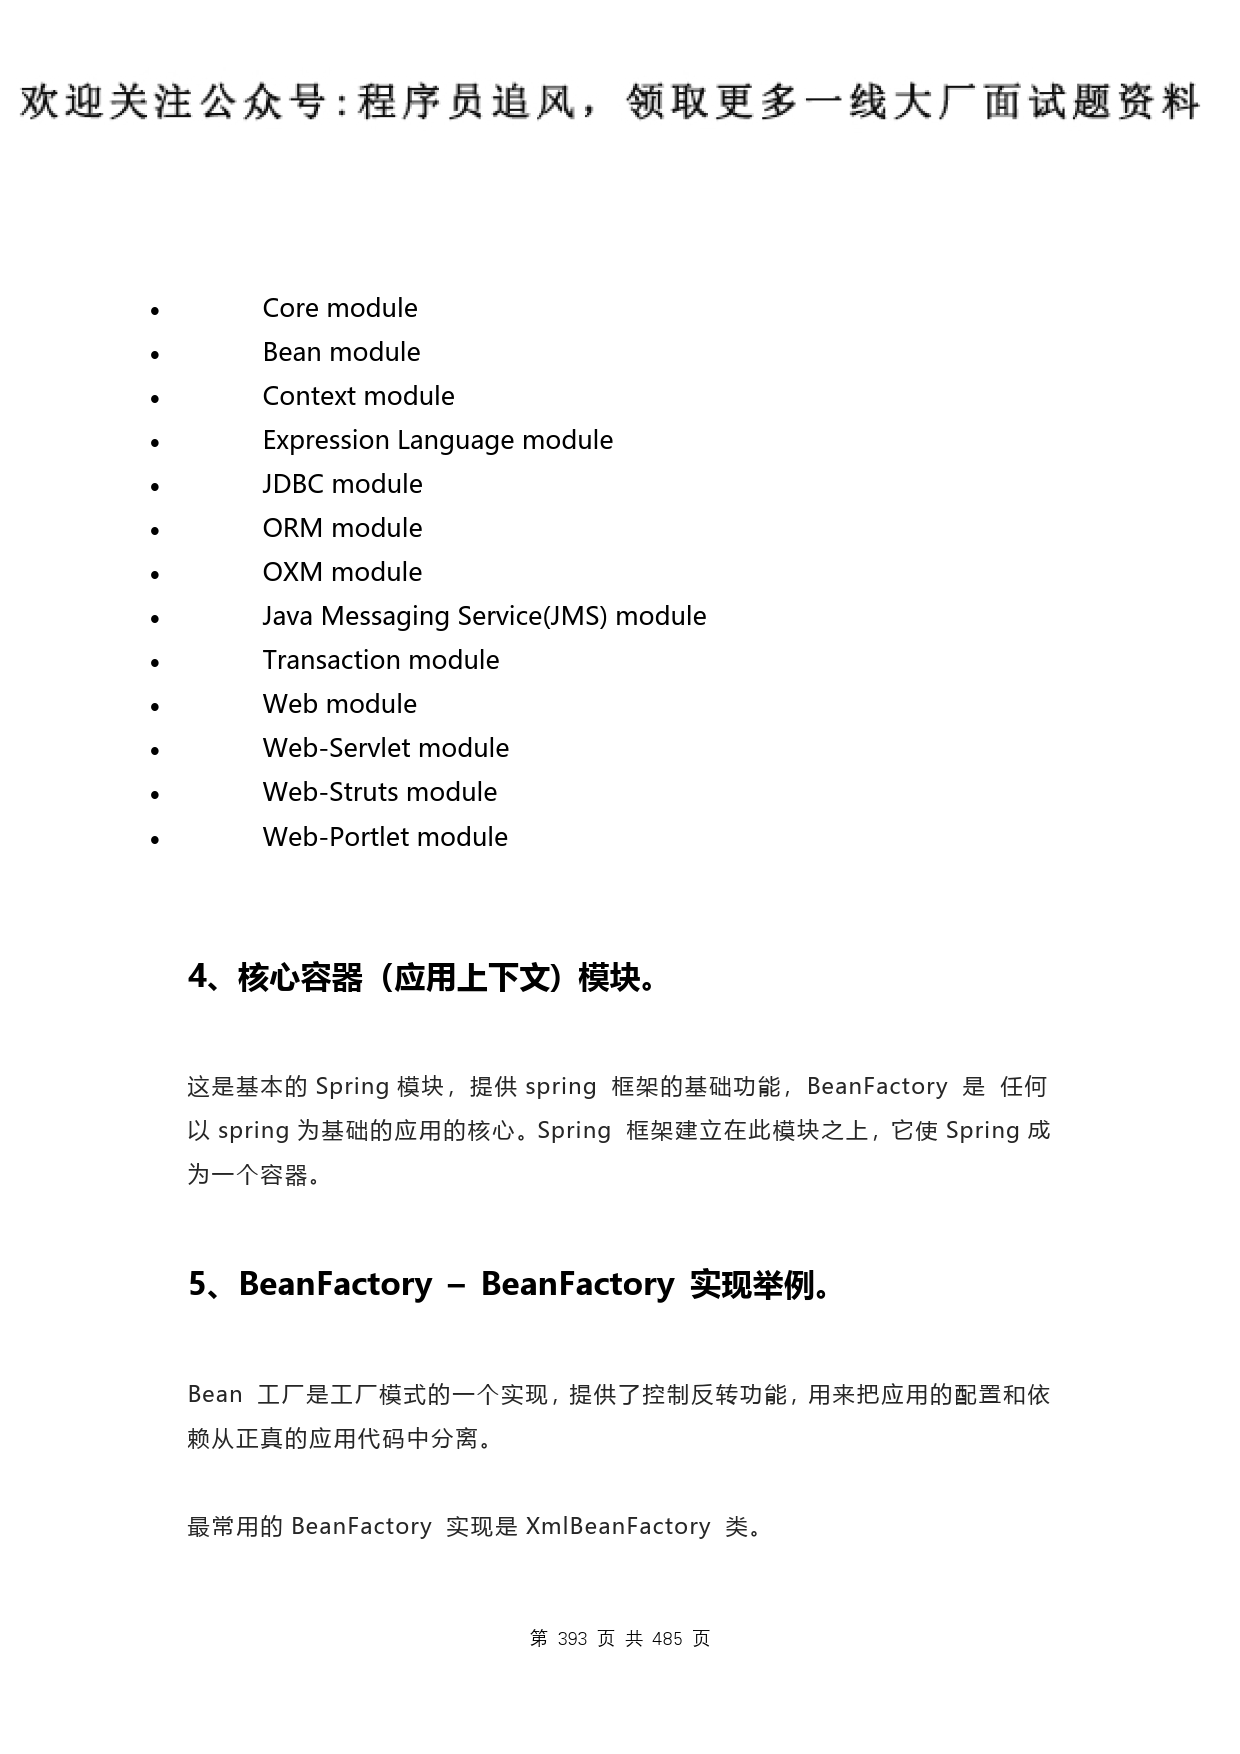 欢迎关注公众号:程序员追风，领取更多一线大厂面试题资料
• Core module
• Bean module
• Context module
• Expression Language module
• JDBC module
• ORM module
• OXM module
• Java Messaging Service(JMS) module
• Transaction module
• Web module
• Web-Servlet module
• Web-Struts module
• Web-Portlet module
4、核心容器（应用上下文) 模块。
这是基本的 Spring 模块，提供 spring 框架的基础功能，BeanFactory 是 任何
以 spring 为基础的应用的核心。Spring 框架建立在此模块之上，它使 Spring 成
为一个容器。
5、BeanFactory – BeanFactory 实现举例。
Bean 工厂是工厂模式的一个实现，提供了控制反转功能，用来把应用的配置和依
赖从正真的应用代码中分离。
最常用的 BeanFactory 实现是 XmlBeanFactory 类。
第 393 页 共 485 页